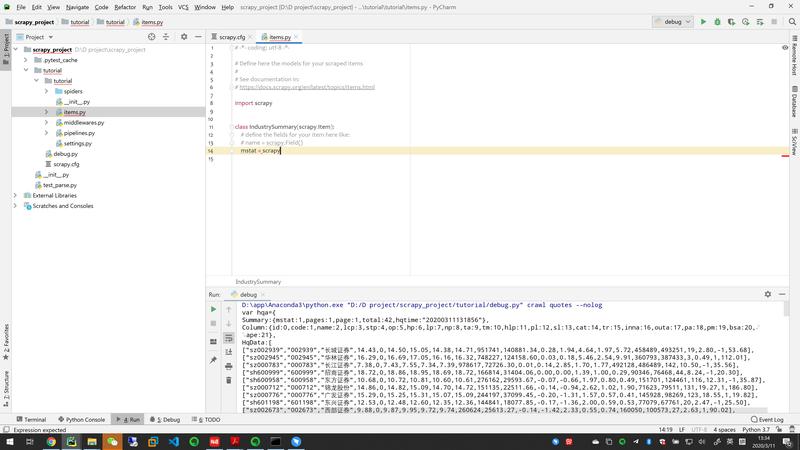 File Edit View Navigate Code Refactor Run Tools VCS Window Help scrapy_project [D:\D project\scrapy_project] - ...\tutorial\tutorial\items.py - PyCharm
scrapy_project tutorial tutorial items.py debug
Project scrapy.cfg items.py
scrapy_project D:\D project\scrapy_project
.pytest_cache
tutorial
tutorial
spiders
__init__.py
items.py
middlewares.py
pipelines.py
settings.py
debug.py
scrapy.cfg
__init__.py
test_parse.py
External Libraries
Scratches and Consoles
1: Project
2: Favorites
7: Structure
Remote Host
Database
SciView
1 # -*- coding: utf-8 -*-
2
3 # Define here the models for your scraped items
4 #
5 # See documentation in:
6 # https://docs.scrapy.org/en/latest/topics/items.html
7
8 import scrapy
9
10
11 class IndustrySummary(scrapy.Item):
12 # define the fields for your item here like:
13 # name = scrapy.Field()
14 mstat = scrapy
15
IndustrySummary
Run: debug
D:\app\Anaconda3\python.exe "D:/D project/scrapy_project/tutorial/debug.py" crawl quotes --nolog
var hqa={
Summary:{mstat:1,pages:1,page:1,total:42,hqtime:"20200311131856"},
Column:{id:0,code:1,name:2,lcp:3,stp:4,op:5,hp:6,lp:7,np:8,ta:9,tm:10,hlp:11,pl:12,sl:13,cat:14,tr:15,inna:16,outa:17,pa:18,pm:19,bsa:20,
ape:21},
HqData:[
["sz002939","002939","长城证券",14.43,0,14.50,15.05,14.38,14.71,951741,140881.34,0.28,1.94,4.64,1.97,5.72,458489,493251,19,2.80,-1,53.68],
["sz002945","002945","华林证券",16.29,0,16.69,17.05,16.16,16.32,748227,124158.60,0.03,0.18,5.46,2.54,9.91,360793,387433,3,0.49,1,112.01],
["sz000783","000783","长江证券",7.38,0,7.43,7.55,7.34,7.39,978617,72726.30,0.01,0.14,2.85,1.70,1.77,492128,486489,142,10.50,-1,35.56],
["sh600999","600999","招商证券",18.72,0,18.86,18.95,18.69,18.72,166814,31404.06,0.00,0.00,1.39,1.00,0.29,90346,76468,44,8.24,-1,20.30],
["sh600958","600958","东方证券",10.68,0,10.72,10.81,10.60,10.61,276162,29593.67,-0.07,-0.66,1.97,0.80,0.49,151701,124461,116,12.31,-1,35.87],
["sz000712","000712","锦龙股份",14.86,0,14.82,15.09,14.70,14.72,151135,22511.66,-0.14,-0.94,2.62,1.02,1.90,71623,79511,131,19.27,1,186.80],
["sz000776","000776","广发证券",15.29,0,15.25,15.31,15.07,15.09,244197,37099.45,-0.20,-1.31,1.57,0.57,0.41,145928,98269,123,18.55,1,19.82],
["sh601198","601198","东兴证券",12.53,0,12.48,12.60,12.35,12.36,144841,18077.85,-0.17,-1.36,2.00,0.59,0.53,77079,67761,20,2.47,-1,25.50],
["sz002673","002673","西部证券",9.88,0,9.87,9.95,9.72,9.74,260624,25613.27,-0.14,-1.42,2.33,0.55,0.74,160050,100573,27,2.63,1,90.02],
Terminal Python Console 4: Run 5: Debug 6: TODO Event Log
Expression expected 14:19 LF UTF-8 4 spaces Python 3.7
13:34
2020/3/11